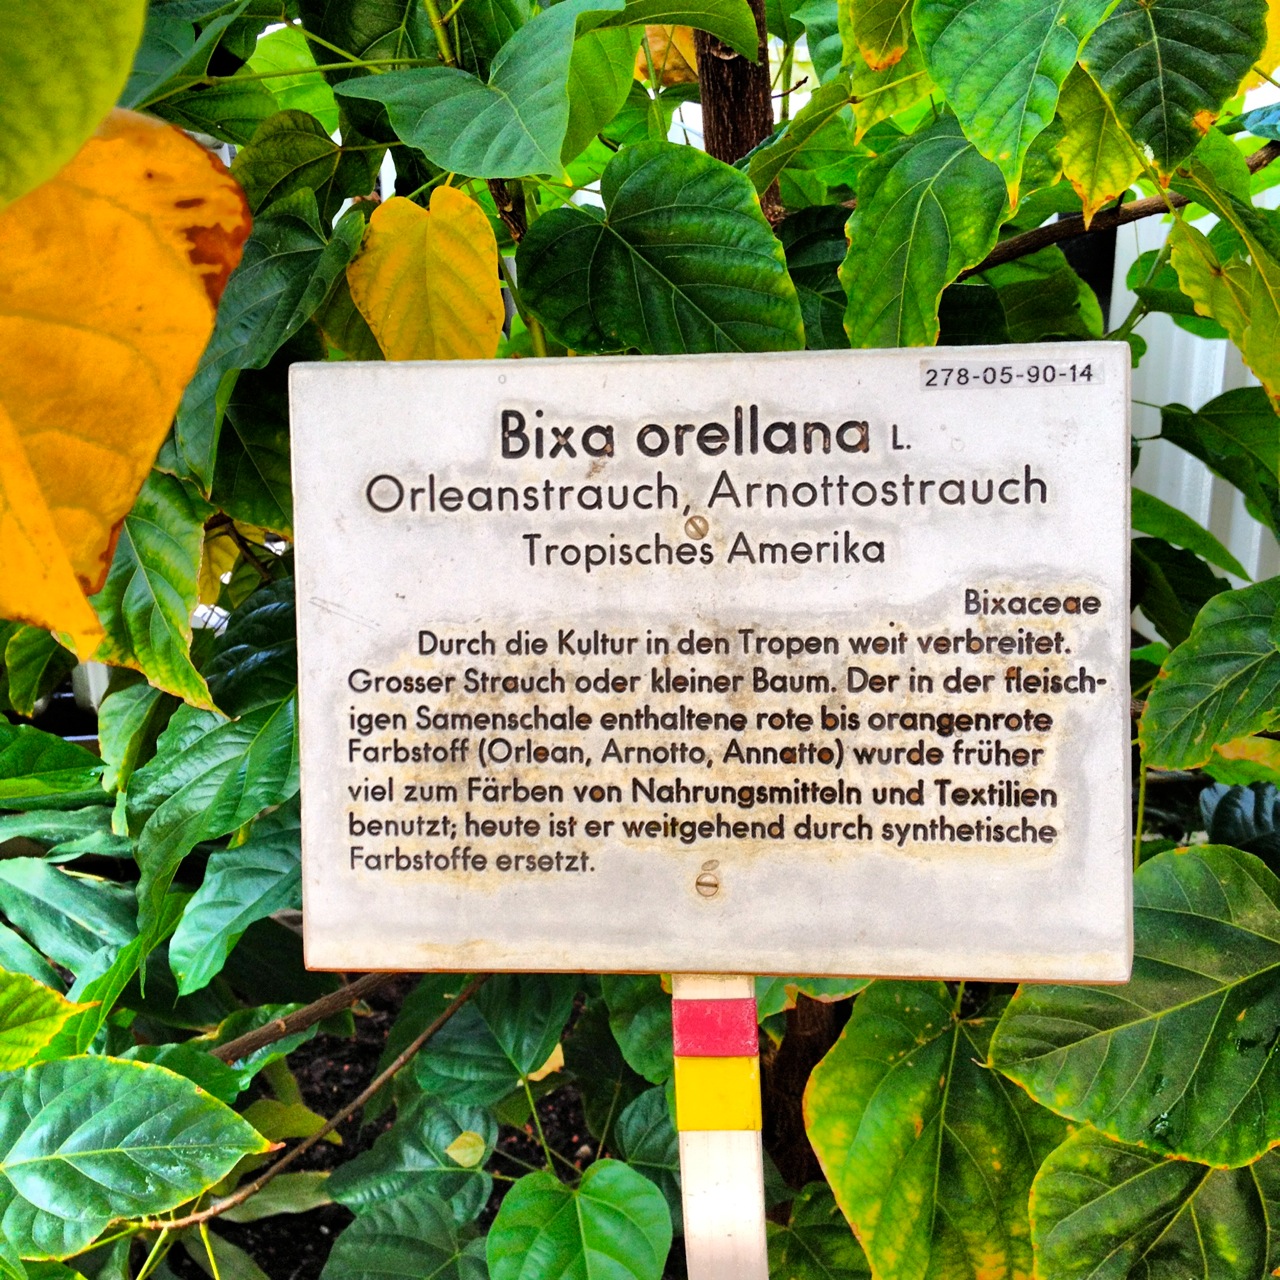 278-05-90-14
Bixa orellana L.
Orleanstrauch, Arnottostrauch
Tropisches Amerika
Bixaceae
Durch die Kultur in den Tropen weit verbreitet.
Grosser Strauch oder kleiner Baum. Der in der fleisch-
igen Samenschale enthaltene rote bis orangenrote
Farbstoff (Orlean, Arnotto, Annatto) wurde früher
viel zum Färben von Nahrungsmitteln und Textilien
benutzt; heute ist er weitgehend durch synthetische
Farbstoffe ersetzt.